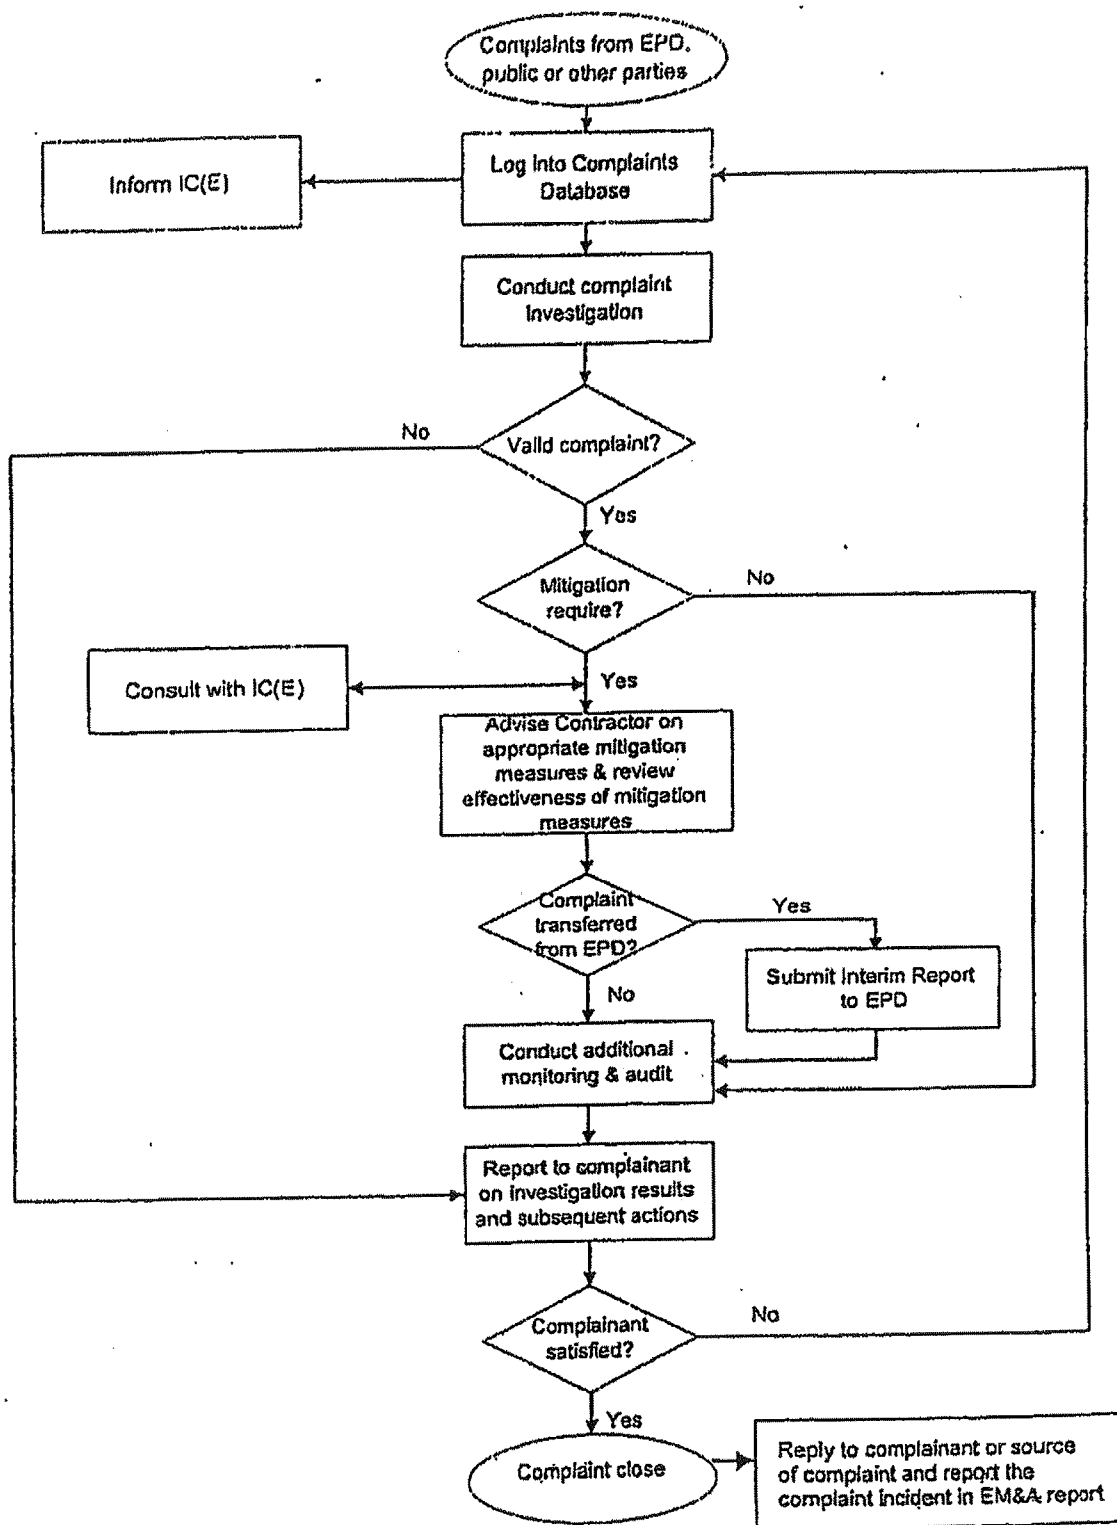 Complaints from EPD,
public or other parties
Log into Complaints
Database
Inform IC(E)
Conduct complaint
Investigation
No
Valid complaint?
Yes
Mitigation
require?
No
Consult with IC(E)
Yes
Advise Contractor on
appropriate mitigation
measures & review
effectiveness of mitigation
measures
Complaint
transferred
from EPD?
Yes
No
Submit Interim Report
to EPD
Conduct additional
monitoring & audit
Report to complainant
on investigation results
and subsequent actions
Complainant
satisfied?
No
Yes
Complaint close
Reply to complainant or source
of complaint and report the
complaint incident in EM&A report